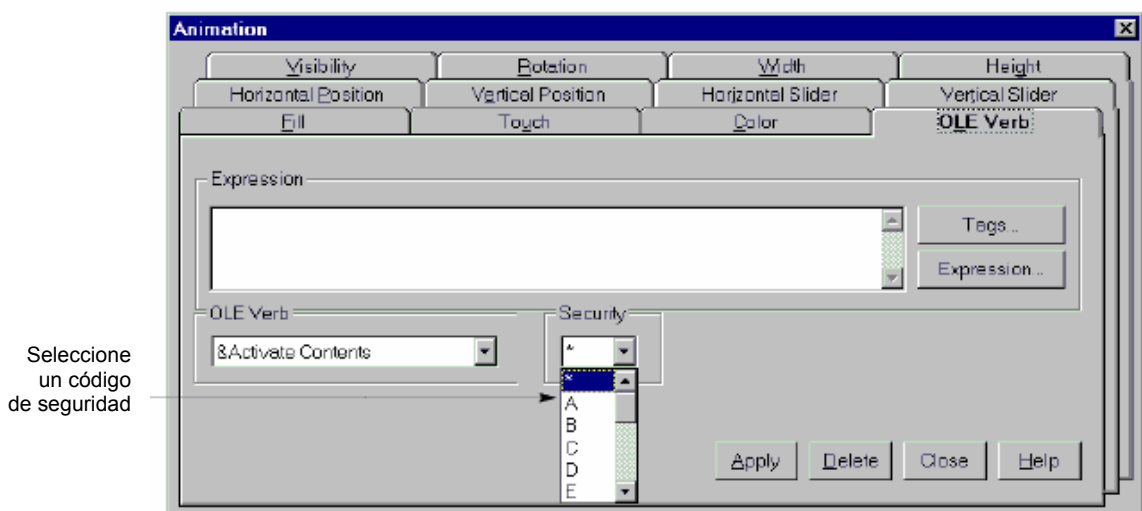 Animation
Visibility Rotation Width Height
Horizontal Position Vertical Position Horizontal Slider Vertical Slider
Fill Touch Color OLE Verb
Expression
Tags...
Expression...
OLE Verb Security
&Activate Contents *
*
A
B
C
D
E
Seleccione
un código
de seguridad
Apply Delete Close Help